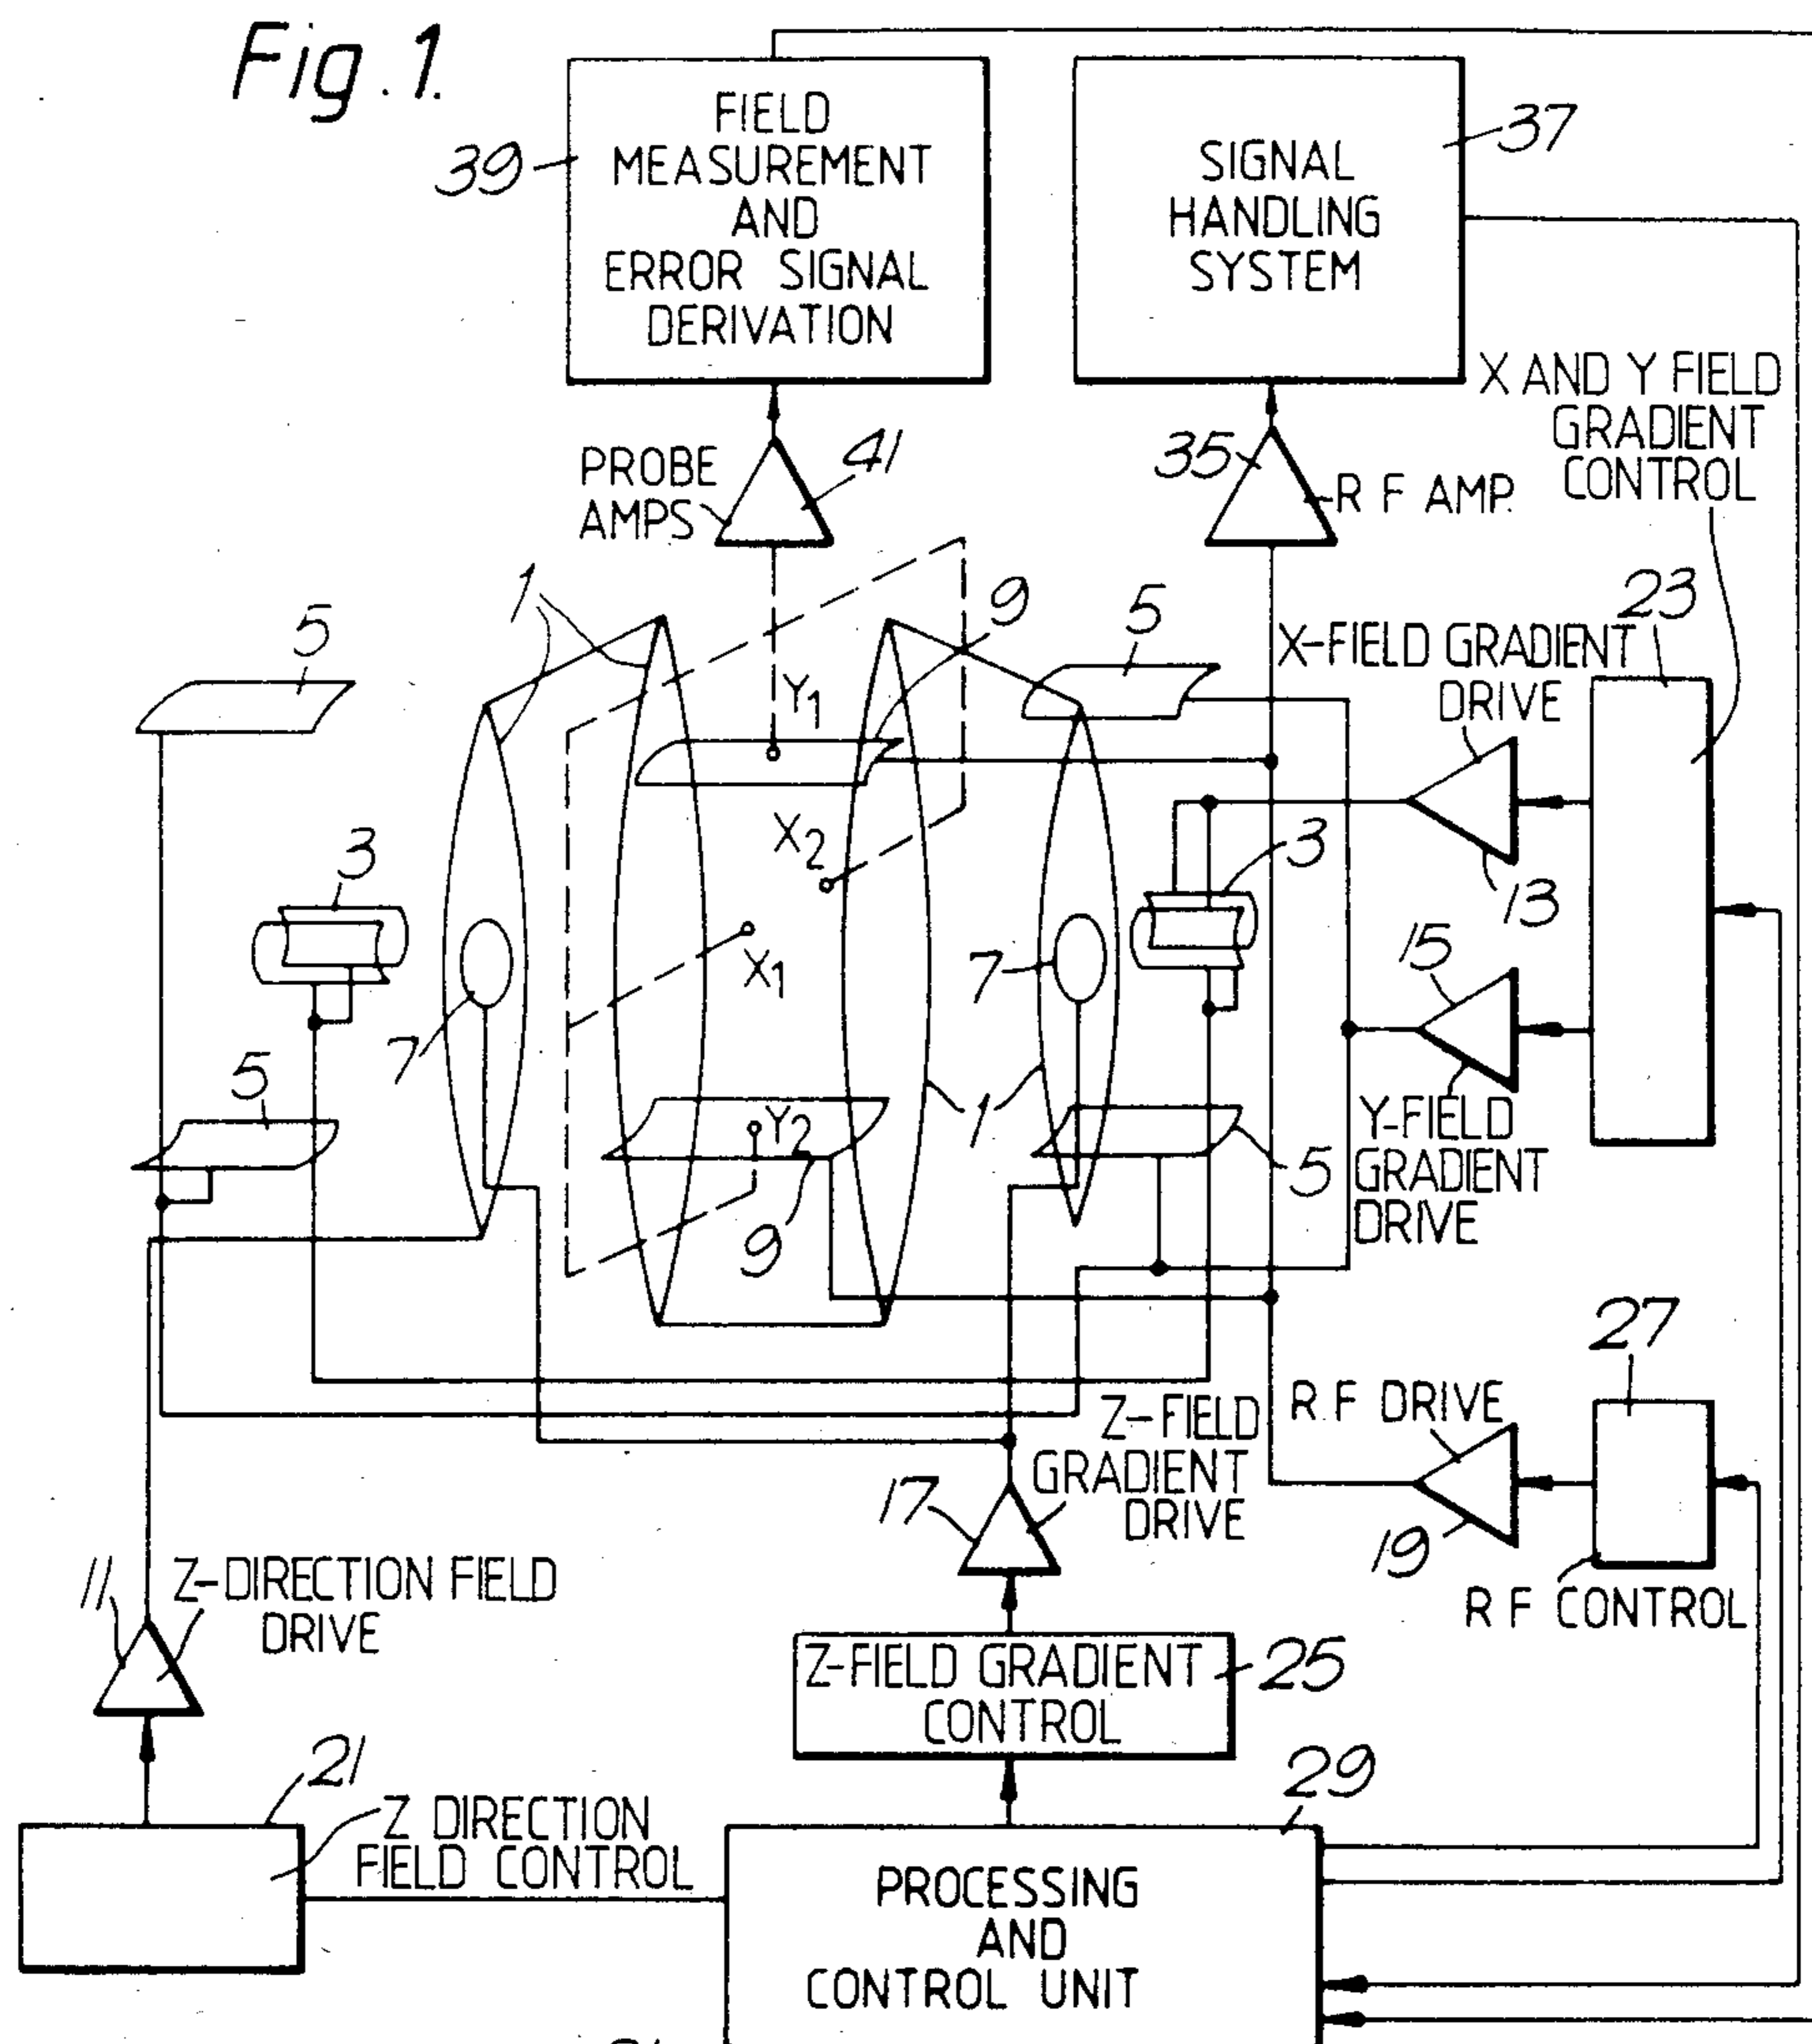 Fig.1.
FIELD
MEASUREMENT
AND
ERROR SIGNAL
DERIVATION
39
SIGNAL
HANDLING
SYSTEM
37
X AND Y FIELD
GRADIENT
CONTROL
PROBE
AMPS
41
35
R F AMP.
1
9
5
5
23
X-FIELD GRADIENT
DRIVE
Y1
X2
3
3
13
X1
7
7
15
5
1
Y2
9
5
Y-FIELD
GRADIENT
DRIVE
27
R.F DRIVE
Z-FIELD
GRADIENT
DRIVE
17
19
R F CONTROL
11
Z-DIRECTION FIELD
DRIVE
Z-FIELD GRADIENT
CONTROL
25
21
Z DIRECTION
FIELD CONTROL
29
PROCESSING
AND
CONTROL UNIT